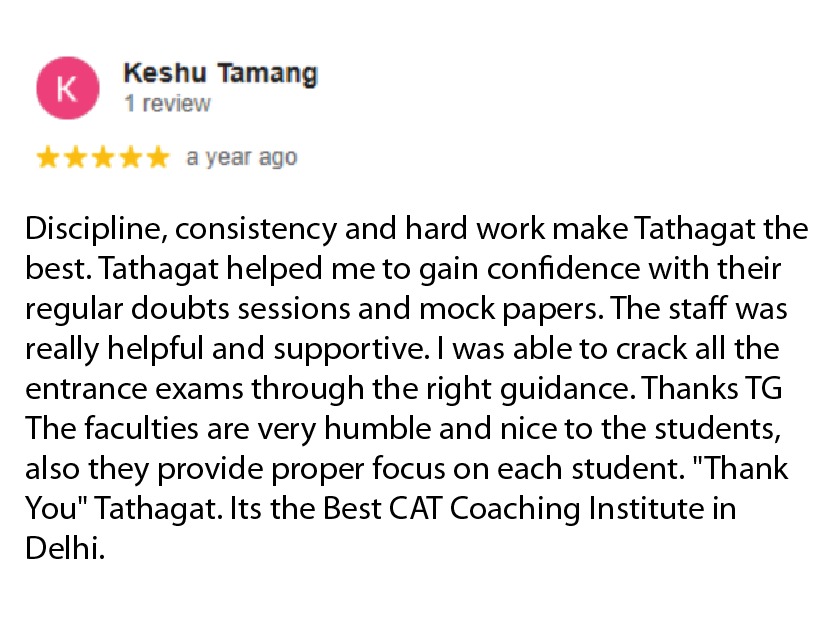 K
Keshu Tamang
1 review
a year ago
Discipline, consistency and hard work make Tathagat the
best. Tathagat helped me to gain confidence with their
regular doubts sessions and mock papers. The staff was
really helpful and supportive. I was able to crack all the
entrance exams through the right guidance. Thanks TG
The faculties are very humble and nice to the students,
also they provide proper focus on each student. "Thank
You" Tathagat. Its the Best CAT Coaching Institute in
Delhi.